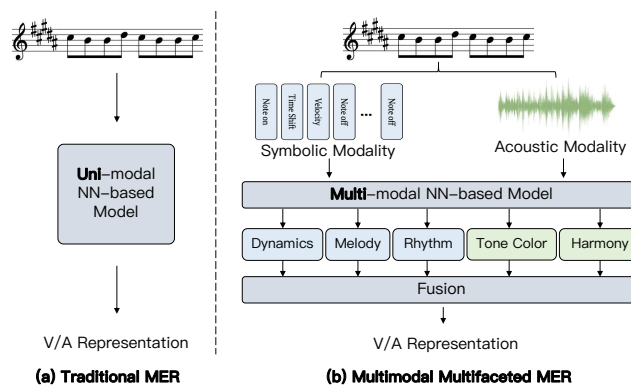 Uni-modal
NN-based
Model
V/A Representation
(a) Traditional MER
Note on
Time Shift
Velocity
Note off
...
Note off
Symbolic Modality
Acoustic Modality
Multi-modal NN-based Model
Dynamics
Melody
Rhythm
Tone Color
Harmony
Fusion
V/A Representation
(b) Multimodal Multifaceted MER